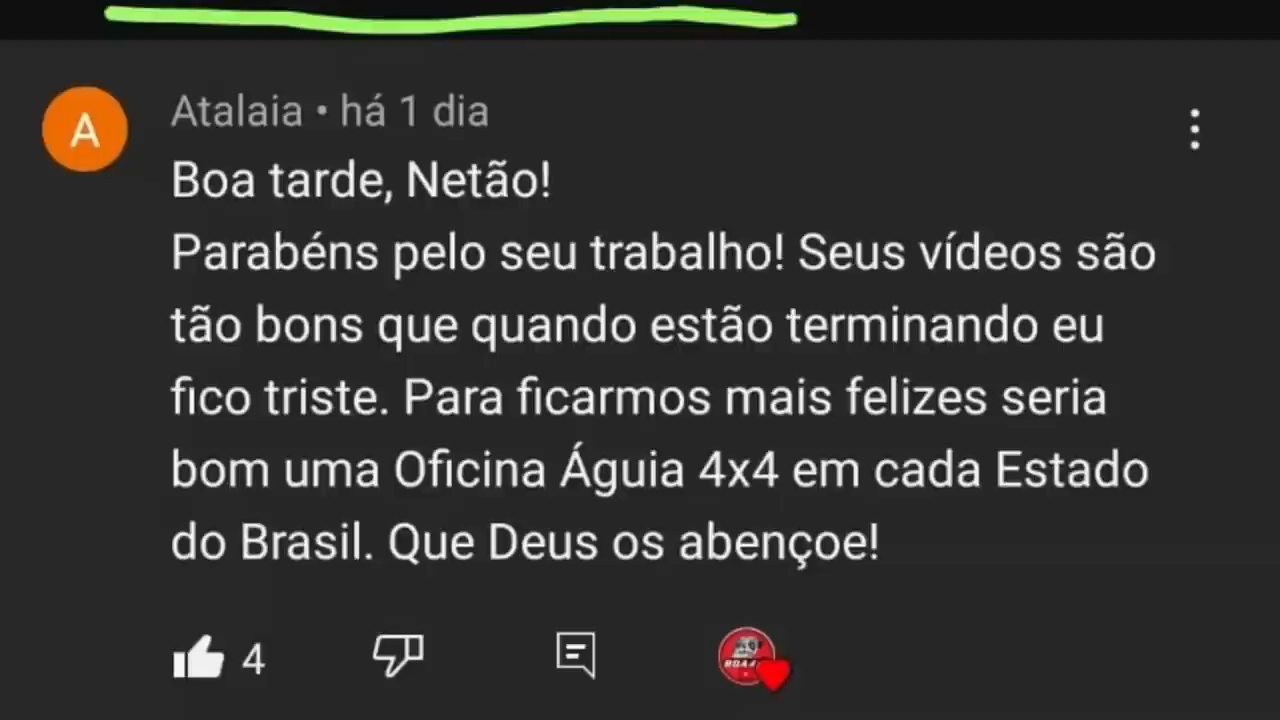 A
Atalaia • há 1 dia
Boa tarde, Netão!
Parabéns pelo seu trabalho! Seus vídeos são
tão bons que quando estão terminando eu
fico triste. Para ficarmos mais felizes seria
bom uma Oficina Águia 4x4 em cada Estado
do Brasil. Que Deus os abençoe!
4